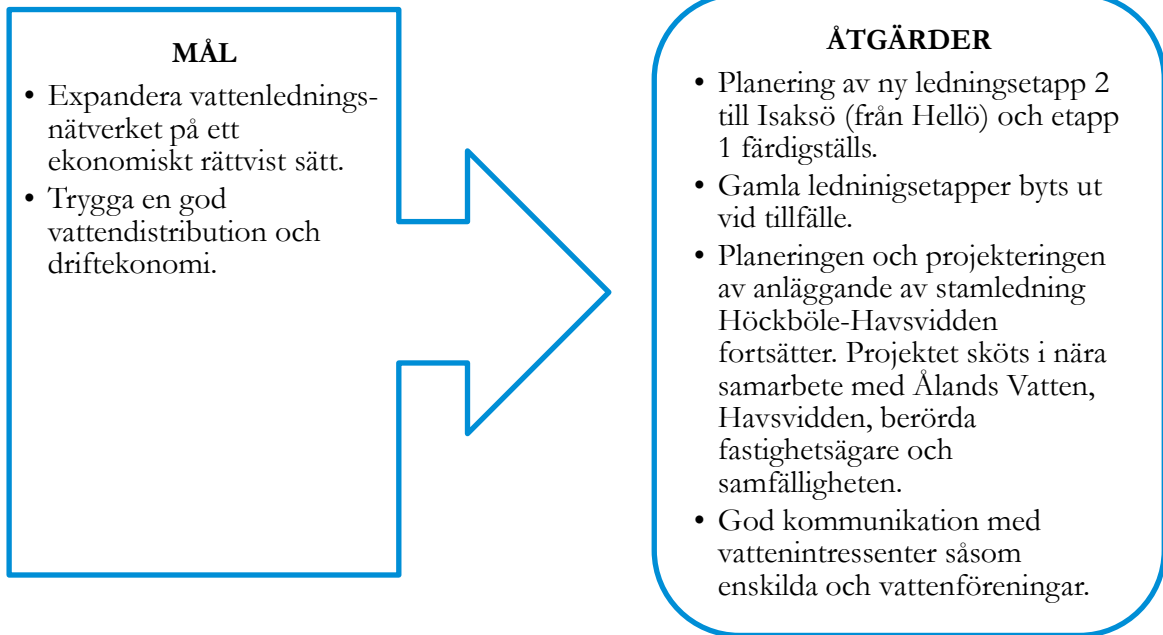 MÅL
• Expandera vattenlednings-
nätverket på ett
ekonomiskt rättvist sätt.
• Trygga en god
vattendistribution och
driftekonomi.
ÅTGÄRDER
• Planering av ny ledningsetapp 2
till Isaksö (från Hellö) och etapp
1 färdigställs.
• Gamla ledninigsetapper byts ut
vid tillfälle.
• Planeringen och projekteringen
av anläggande av stamledning
Höckböle-Havsvidden
fortsätter. Projektet sköts i nära
samarbete med Ålands Vatten,
Havsvidden, berörda
fastighetsägare och
samfälligheten.
• God kommunikation med
vattenintressenter såsom
enskilda och vattenföreningar.